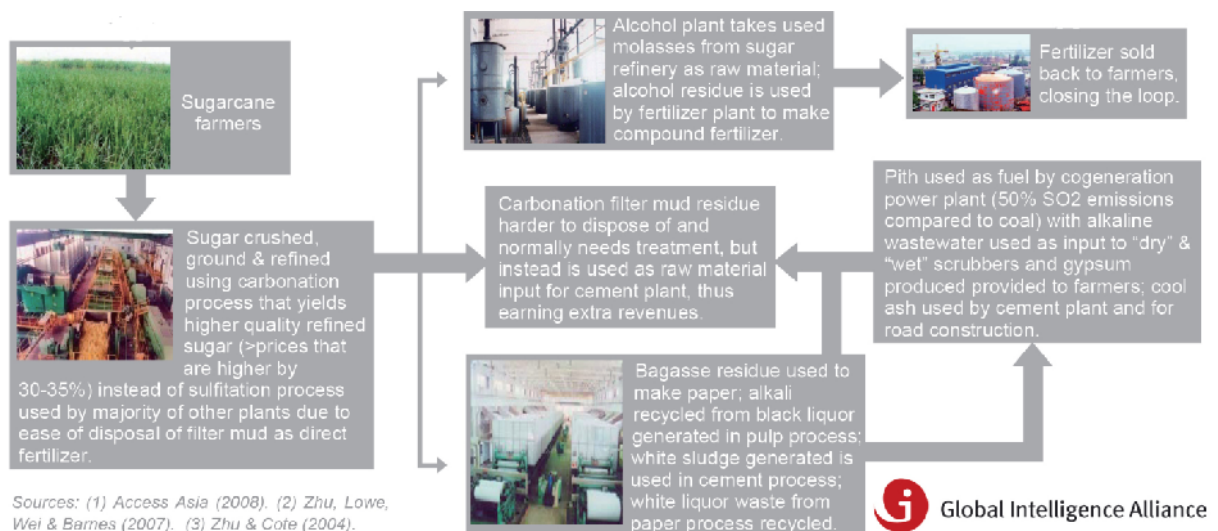 Sugarcane
farmers
Sugar crushed,
ground & refined
using carbonation
process that yields
higher quality refined
sugar (>prices that
are higher by
30-35%) instead of sulfitation process
used by majority of other plants due to
ease of disposal of filter mud as direct
fertilizer.
Alcohol plant takes used
molasses from sugar
refinery as raw material;
alcohol residue is used
by fertilizer plant to make
compound fertilizer.
Fertilizer sold
back to farmers,
closing the loop.
Carbonation filter mud residue
harder to dispose of and
normally needs treatment, but
instead is used as raw material
input for cement plant, thus
earning extra revenues.
Pith used as fuel by cogeneration
power plant (50% SO2 emissions
compared to coal) with alkaline
wastewater used as input to “dry” &
“wet” scrubbers and gypsum
produced provided to farmers; cool
ash used by cement plant and for
road construction.
Bagasse residue used to
make paper; alkali
recycled from black liquor
generated in pulp process;
white sludge generated is
used in cement process;
white liquor waste from
paper process recycled.
Sources: (1) Access Asia (2008). (2) Zhu, Lowe,
Wei & Barnes (2007). (3) Zhu & Cote (2004).
Global Intelligence Alliance